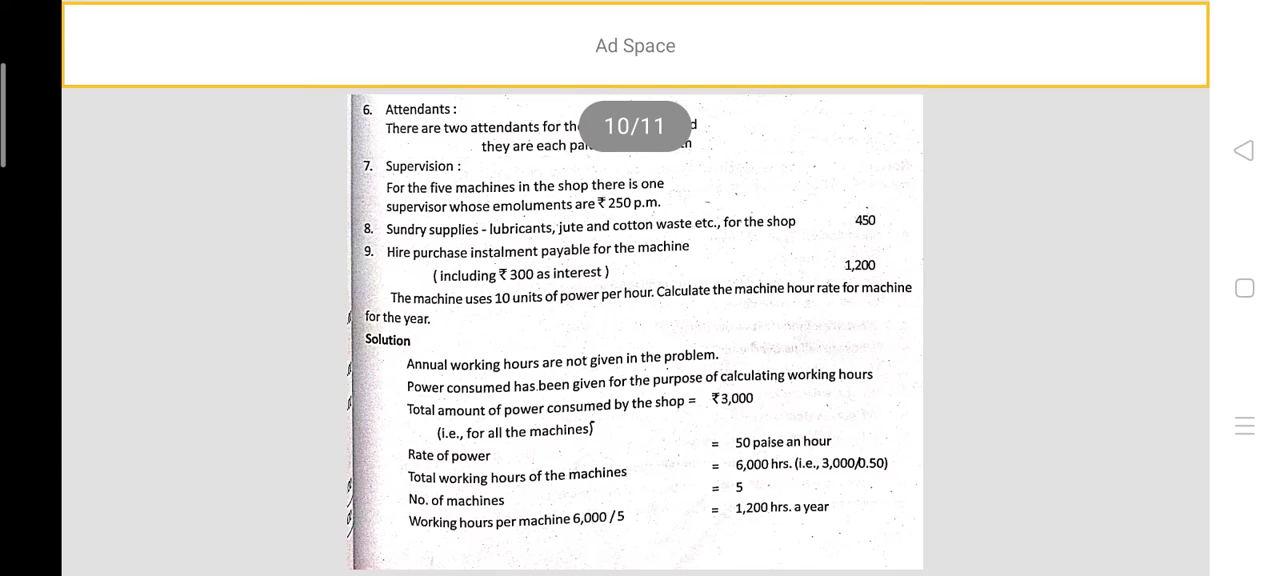 Ad Space
10/11
6. Attendants :
There are two attendants for th d
they are each pa n
7. Supervision :
For the five machines in the shop there is one
supervisor whose emoluments are ₹ 250 p.m.
8. Sundry supplies - lubricants, jute and cotton waste etc., for the shop 450
9. Hire purchase instalment payable for the machine
( including ₹ 300 as interest ) 1,200
The machine uses 10 units of power per hour. Calculate the machine hour rate for machine
for the year.
Solution
Annual working hours are not given in the problem.
Power consumed has been given for the purpose of calculating working hours
Total amount of power consumed by the shop = ₹ 3,000
(i.e., for all the machines)
Rate of power = 50 paise an hour
Total working hours of the machines = 6,000 hrs. (i.e., 3,000/0.50)
No. of machines = 5
Working hours per machine 6,000 / 5 = 1,200 hrs. a year